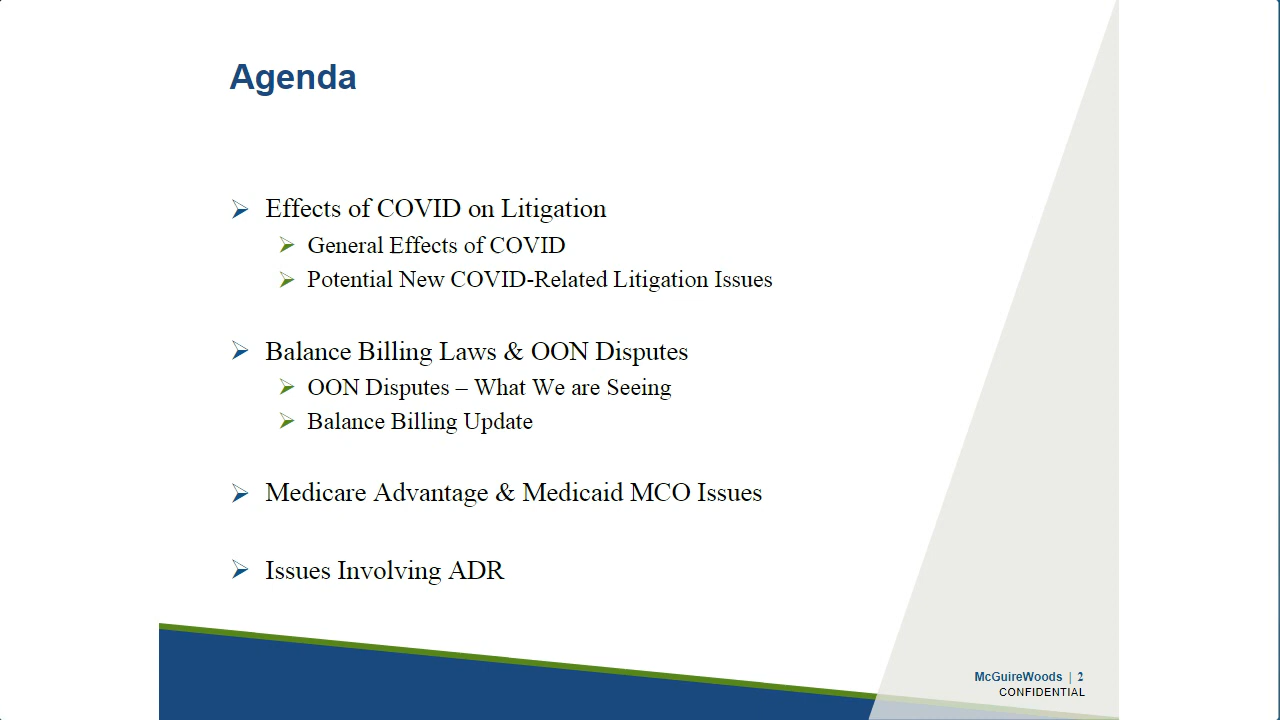 Agenda
Effects of COVID on Litigation
General Effects of COVID
Potential New COVID-Related Litigation Issues
Balance Billing Laws & OON Disputes
OON Disputes – What We are Seeing
Balance Billing Update
Medicare Advantage & Medicaid MCO Issues
Issues Involving ADR
McGuireWoods | 2
CONFIDENTIAL